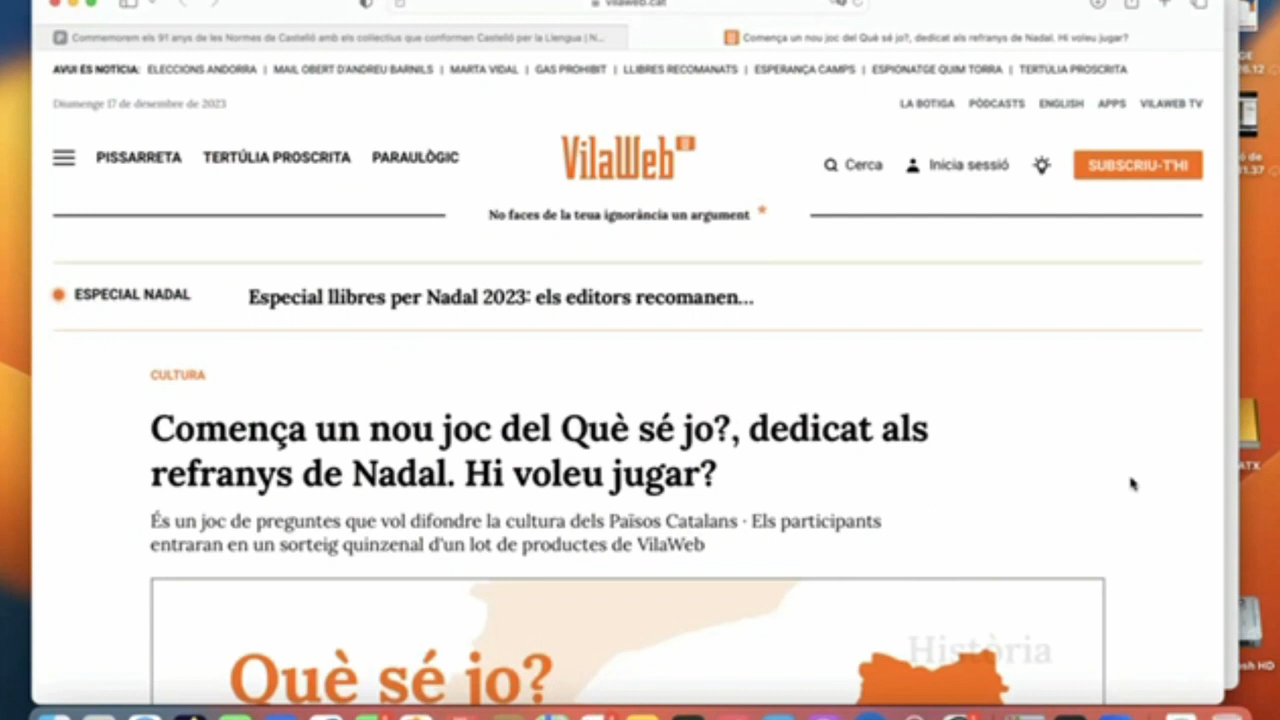 vilaweb.cat
Commemorem els 91 anys de les Normes de Castelló amb els col·lectius que conformen Castelló per la Llengua | N...
Comença un nou joc del Què sé jo?, dedicat als refranys de Nadal. Hi voleu jugar?
AVUI ÉS NOTÍCIA: ELECCIONS ANDORRA | MAIL OBERT D'ANDREU BARNILS | MARTA VIDAL | GAS PROHIBIT | LLIBRES RECOMANATS | ESPERANÇA CAMPS | ESPIONATGE QUIM TORRA | TERTÚLIA PROSCRITA
Diumenge 17 de desembre de 2023
LA BOTIGA PÒDCASTS ENGLISH APPS VILAWEB TV
PISSARRETA TERTÚLIA PROSCRITA PARAULÒGIC
VilaWeb
Cerca Inicia sessió SUBSCRIU-T'HI
No faces de la teua ignorància un argument *
ESPECIAL NADAL Especial llibres per Nadal 2023: els editors recomanen...
CULTURA
Comença un nou joc del Què sé jo?, dedicat als
refranys de Nadal. Hi voleu jugar?
És un joc de preguntes que vol difondre la cultura dels Països Catalans · Els participants
entraran en un sorteig quinzenal d'un lot de productes de VilaWeb
Història
Què sé jo?